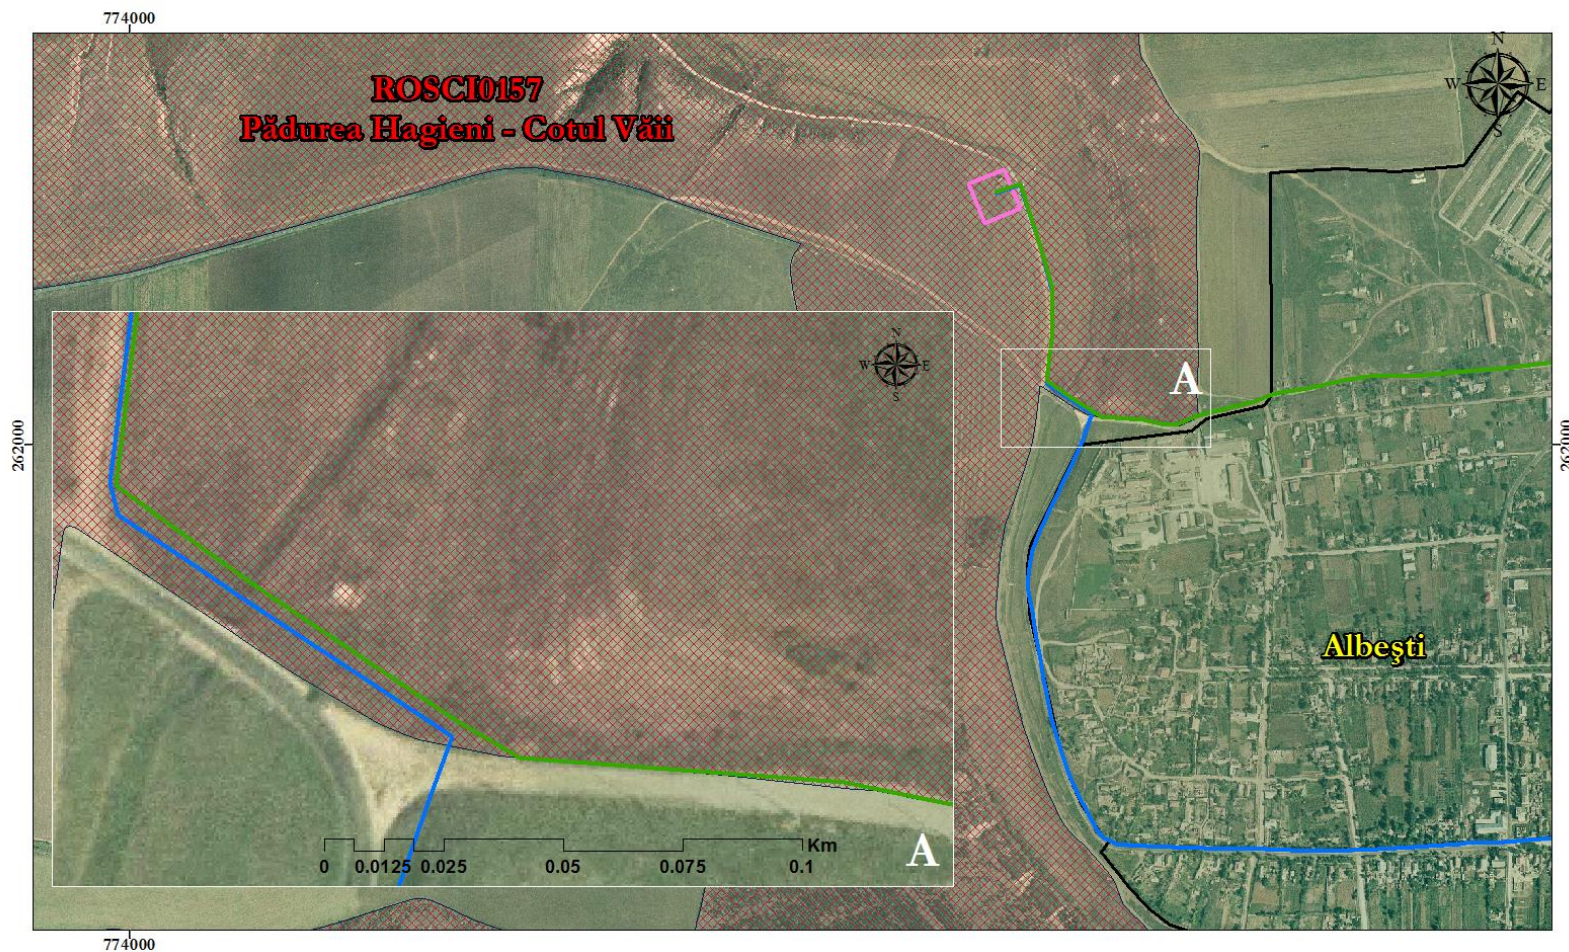 774000
N
W E
S
ROSCI0157
Pădurea Hagieni - Cotul Văii
A
N
W E
S
262000
262000
Albeşti
Km
0 0.0125 0.025 0.05 0.075 0.1
A
774000